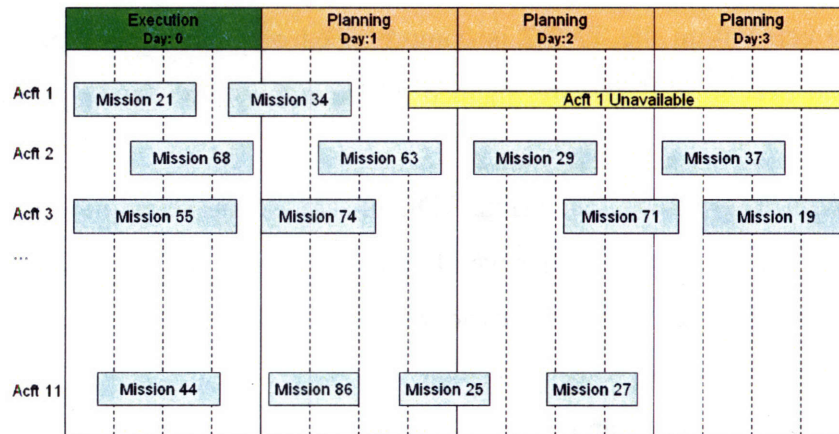 Execution
Day: 0
Planning
Day:1
Planning
Day:2
Planning
Day:3
Acft 1
Mission 21
Mission 34
Acft 1 Unavailable
Acft 2
Mission 68
Mission 63
Mission 29
Mission 37
Acft 3
Mission 55
Mission 74
Mission 71
Mission 19
...
Acft 11
Mission 44
Mission 86
Mission 25
Mission 27